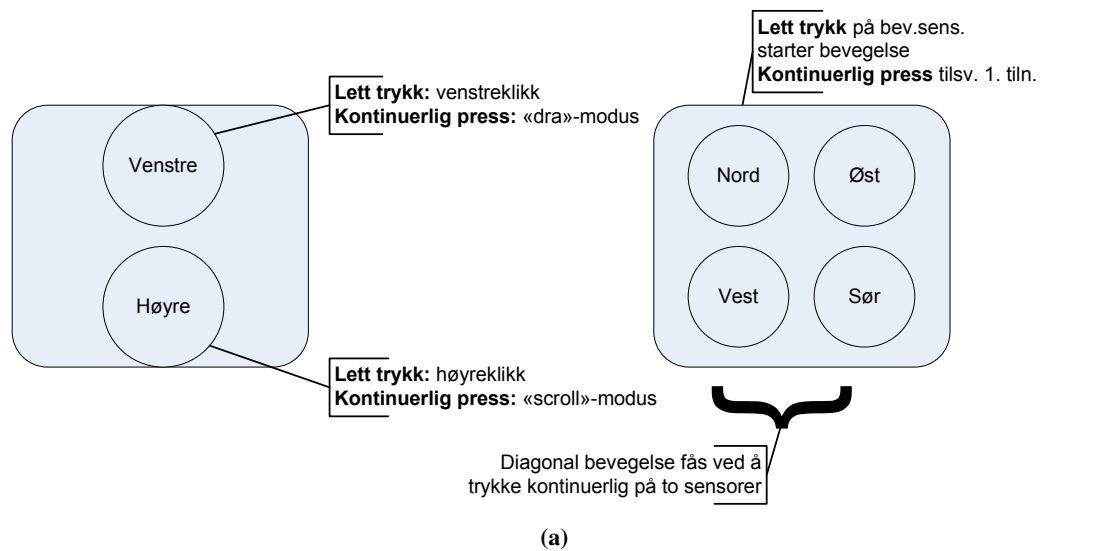 Lett trykk på bev.sens.
starter bevegelse
Kontinuerlig press tilsv. 1. tiln.
Lett trykk: venstreklikk
Kontinuerlig press: «dra»-modus
Venstre
Høyre
Nord
Øst
Vest
Sør
Lett trykk: høyreklikk
Kontinuerlig press: «scroll»-modus
Diagonal bevegelse fås ved å
trykke kontinuerlig på to sensorer
(a)